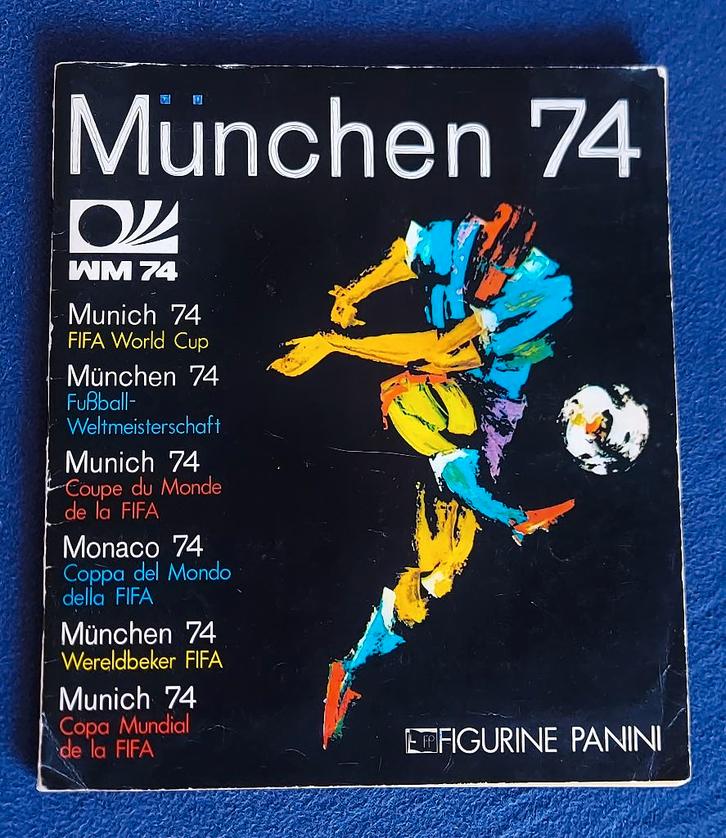 München 74
WM 74
Munich 74
FIFA World Cup
München 74
Fußball-
Weltmeisterschaft
Munich 74
Coupe du Monde
de la FIFA
Monaco 74
Coppa del Mondo
della FIFA
München 74
Wereldbeker FIFA
Munich 74
Copa Mundial
de la FIFA
FIGURINE PANINI